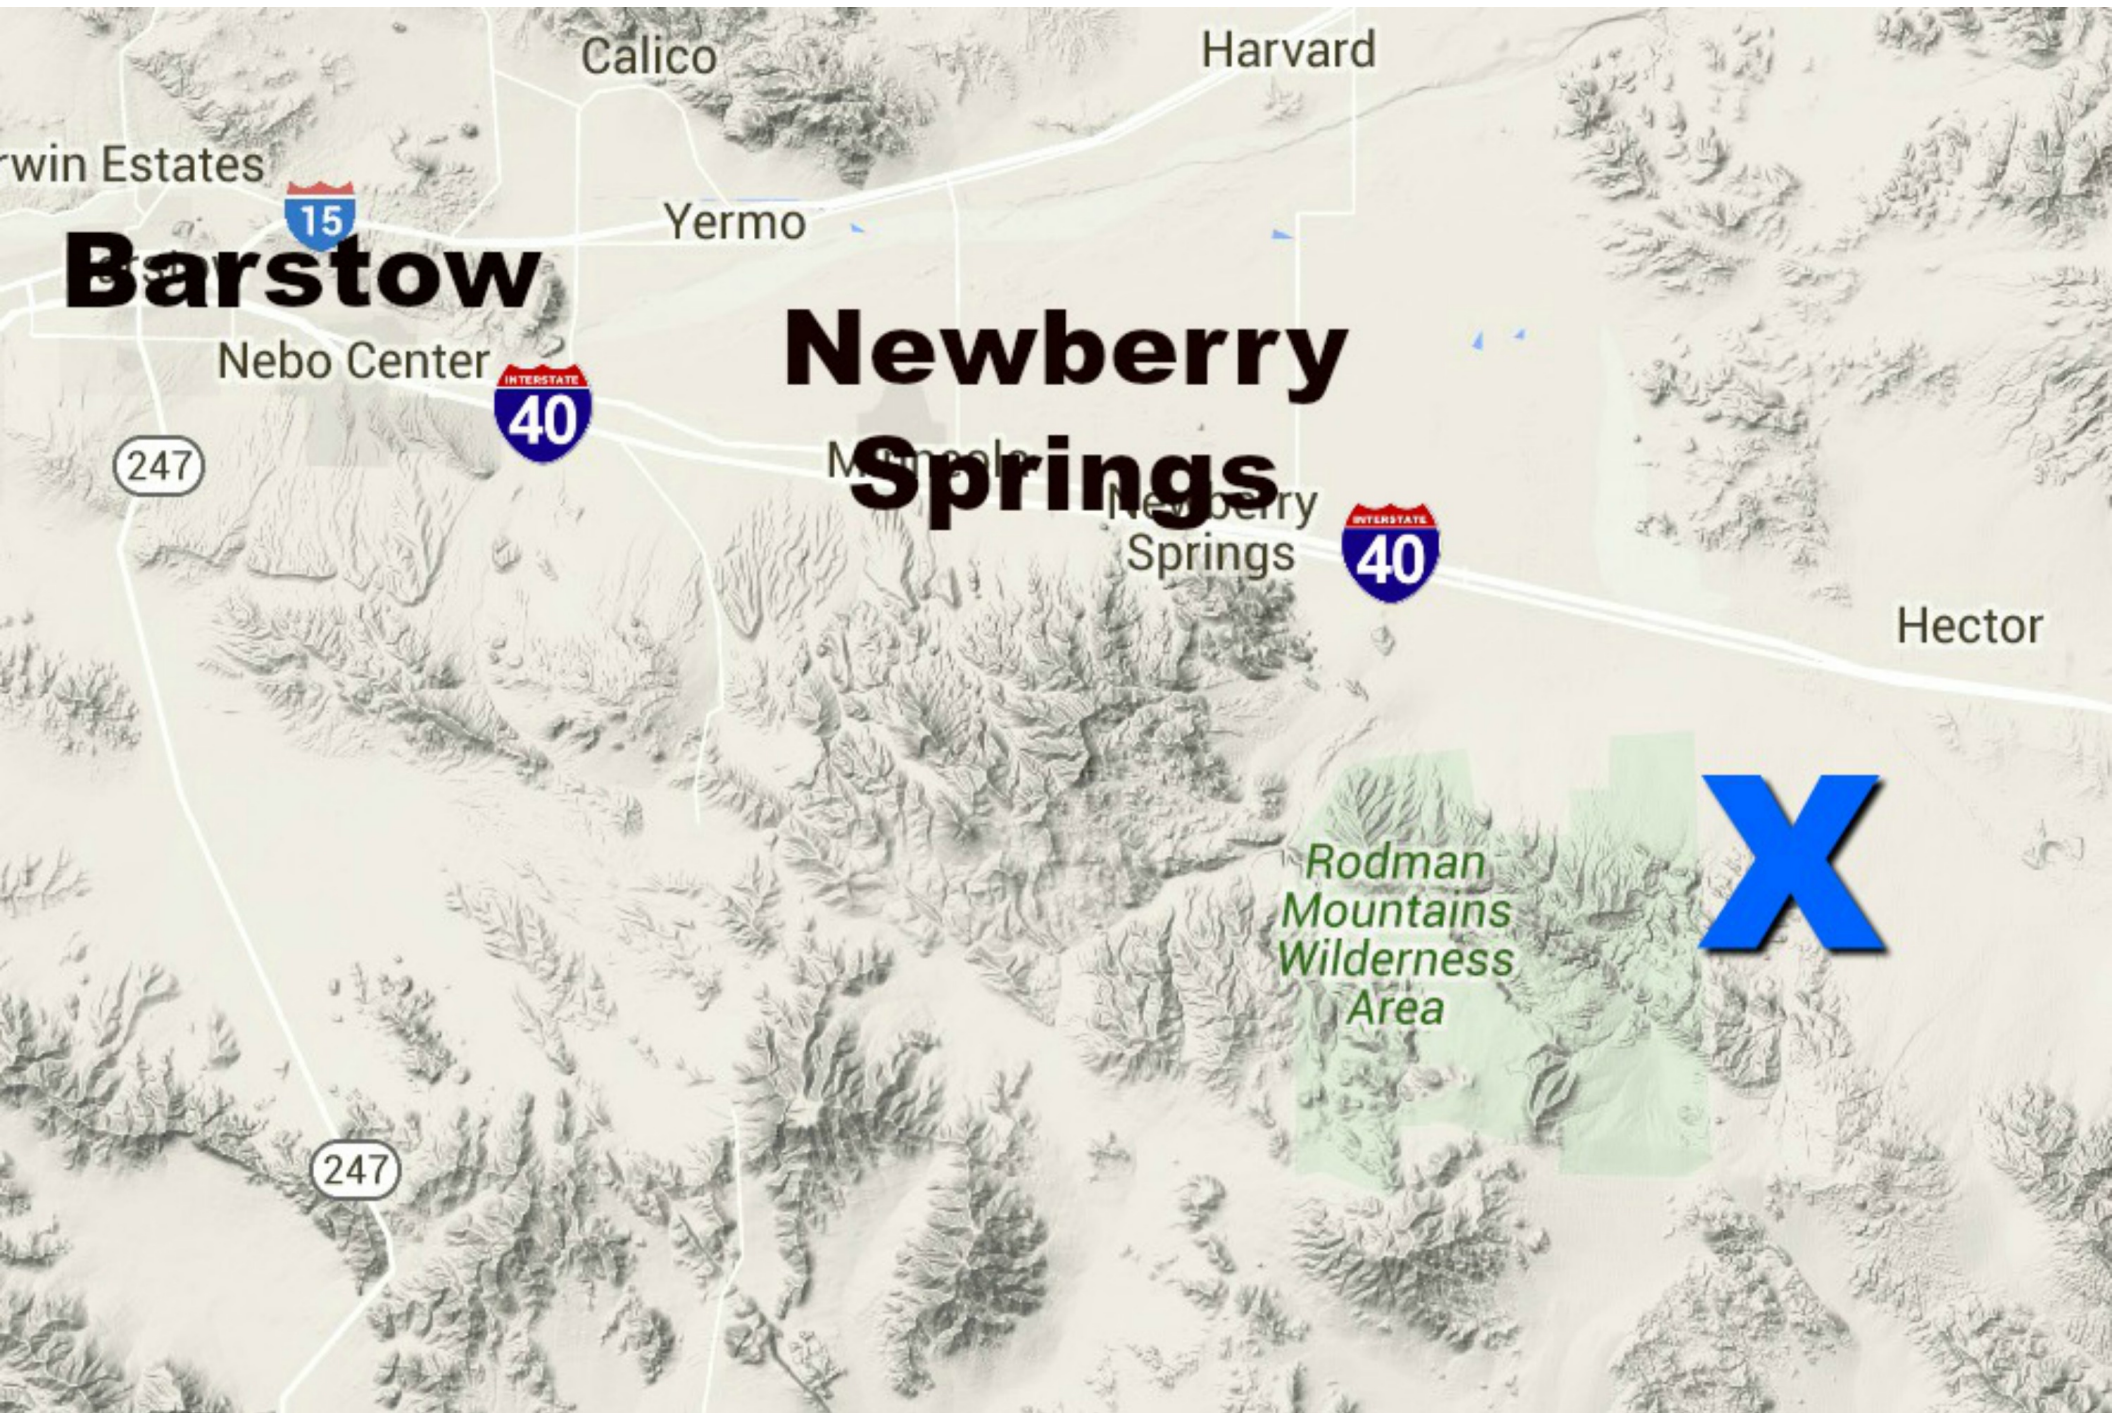 Calico
Harvard
rwin Estates
15
Yermo
Barstow
Newberry
Springs
Nebo Center
INTERSTATE
40
247
Newberry
Springs
INTERSTATE
40
Hector
Rodman
Mountains
Wilderness
Area
X
247